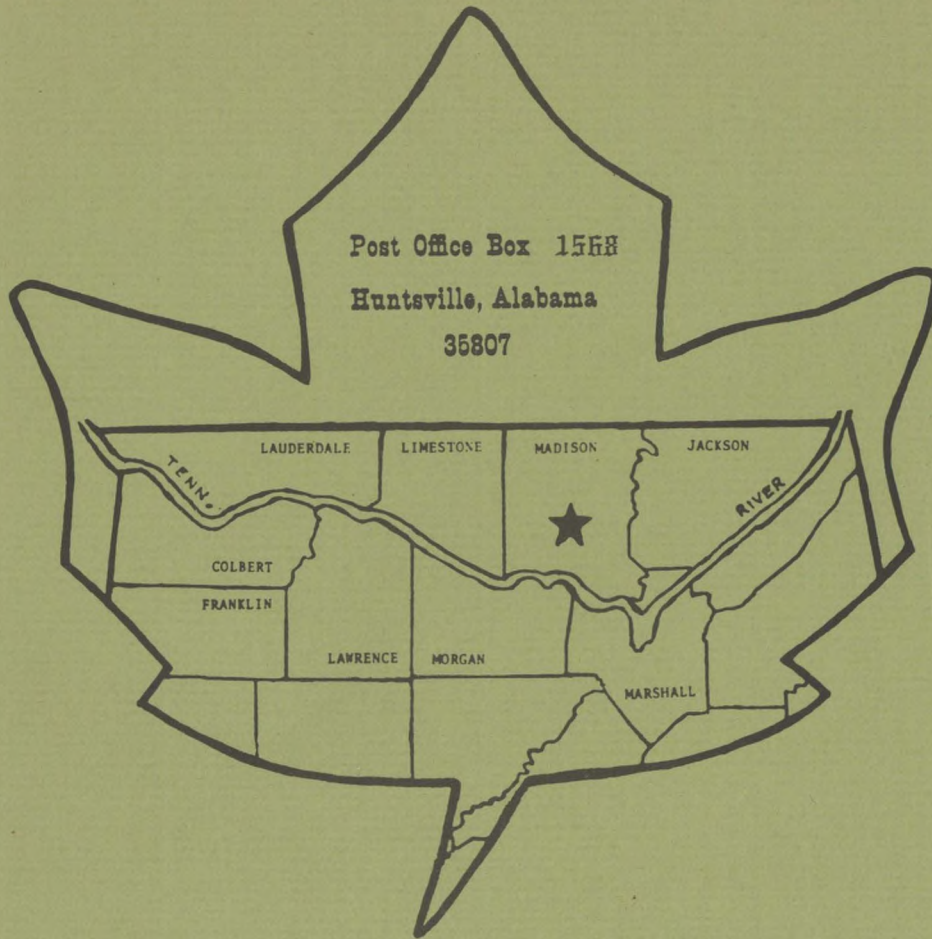 Post Office Box 1568
Huntsville, Alabama
35807
LAUDERDALE
LIMESTONE
MADISON
JACKSON
TENN.
RIVER
COLBERT
FRANKLIN
LAWRENCE
MORGAN
MARSHALL